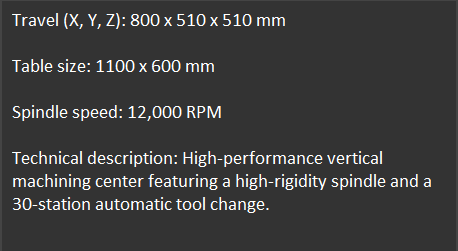 Travel (X, Y, Z): 800 x 510 x 510 mm
Table size: 1100 x 600 mm
Spindle speed: 12,000 RPM
Technical description: High-performance vertical
machining center featuring a high-rigidity spindle and a
30-station automatic tool change.